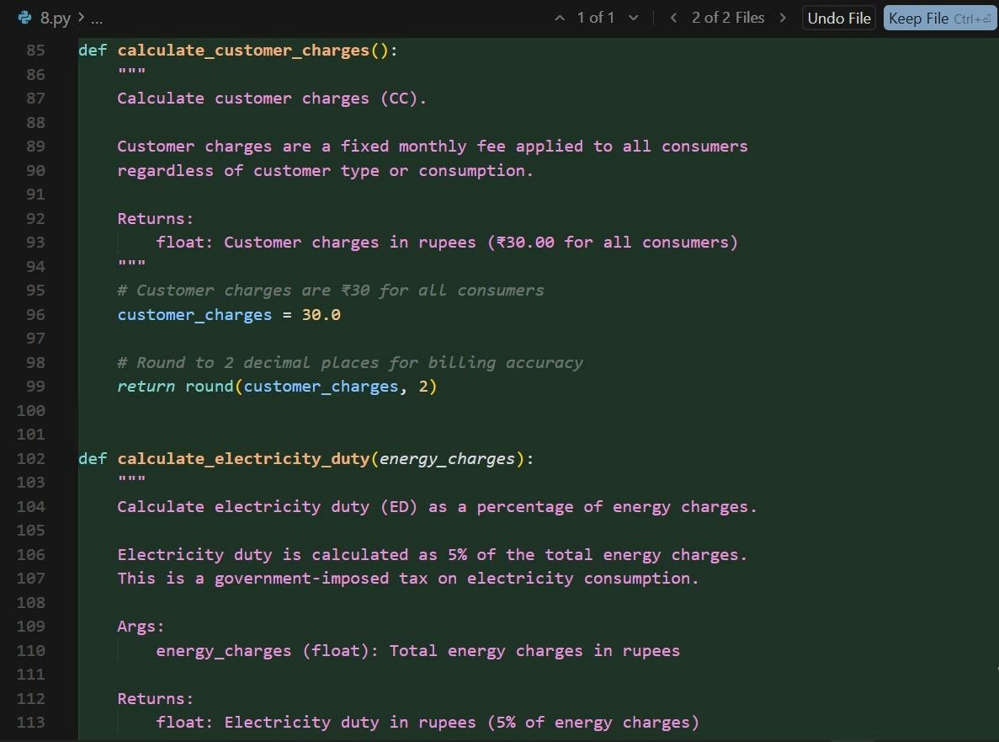 8.py > ...
1 of 1
2 of 2 Files
Undo File
Keep File Ctrl+⏎
85 def calculate_customer_charges():
86     """
87     Calculate customer charges (CC).
88
89     Customer charges are a fixed monthly fee applied to all consumers
90     regardless of customer type or consumption.
91
92     Returns:
93         float: Customer charges in rupees (₹30.00 for all consumers)
94     """
95     # Customer charges are ₹30 for all consumers
96     customer_charges = 30.0
97
98     # Round to 2 decimal places for billing accuracy
99     return round(customer_charges, 2)
100
101
102 def calculate_electricity_duty(energy_charges):
103     """
104     Calculate electricity duty (ED) as a percentage of energy charges.
105
106     Electricity duty is calculated as 5% of the total energy charges.
107     This is a government-imposed tax on electricity consumption.
108
109     Args:
110         energy_charges (float): Total energy charges in rupees
111
112     Returns:
113         float: Electricity duty in rupees (5% of energy charges)